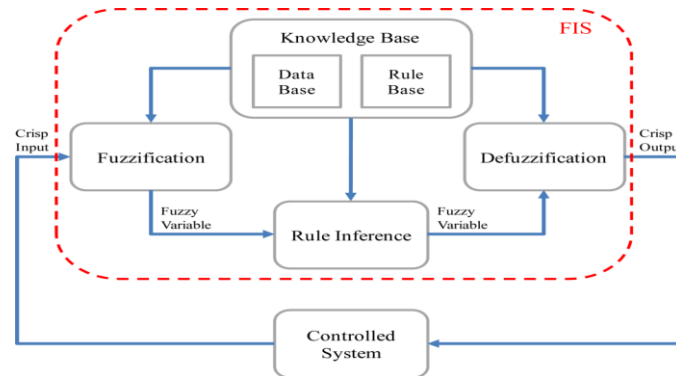 FIS
Knowledge Base
Data
Base
Rule
Base
Crisp
Input
Fuzzification
Defuzzification
Crisp
Output
Fuzzy
Variable
Rule Inference
Fuzzy
Variable
Controlled
System